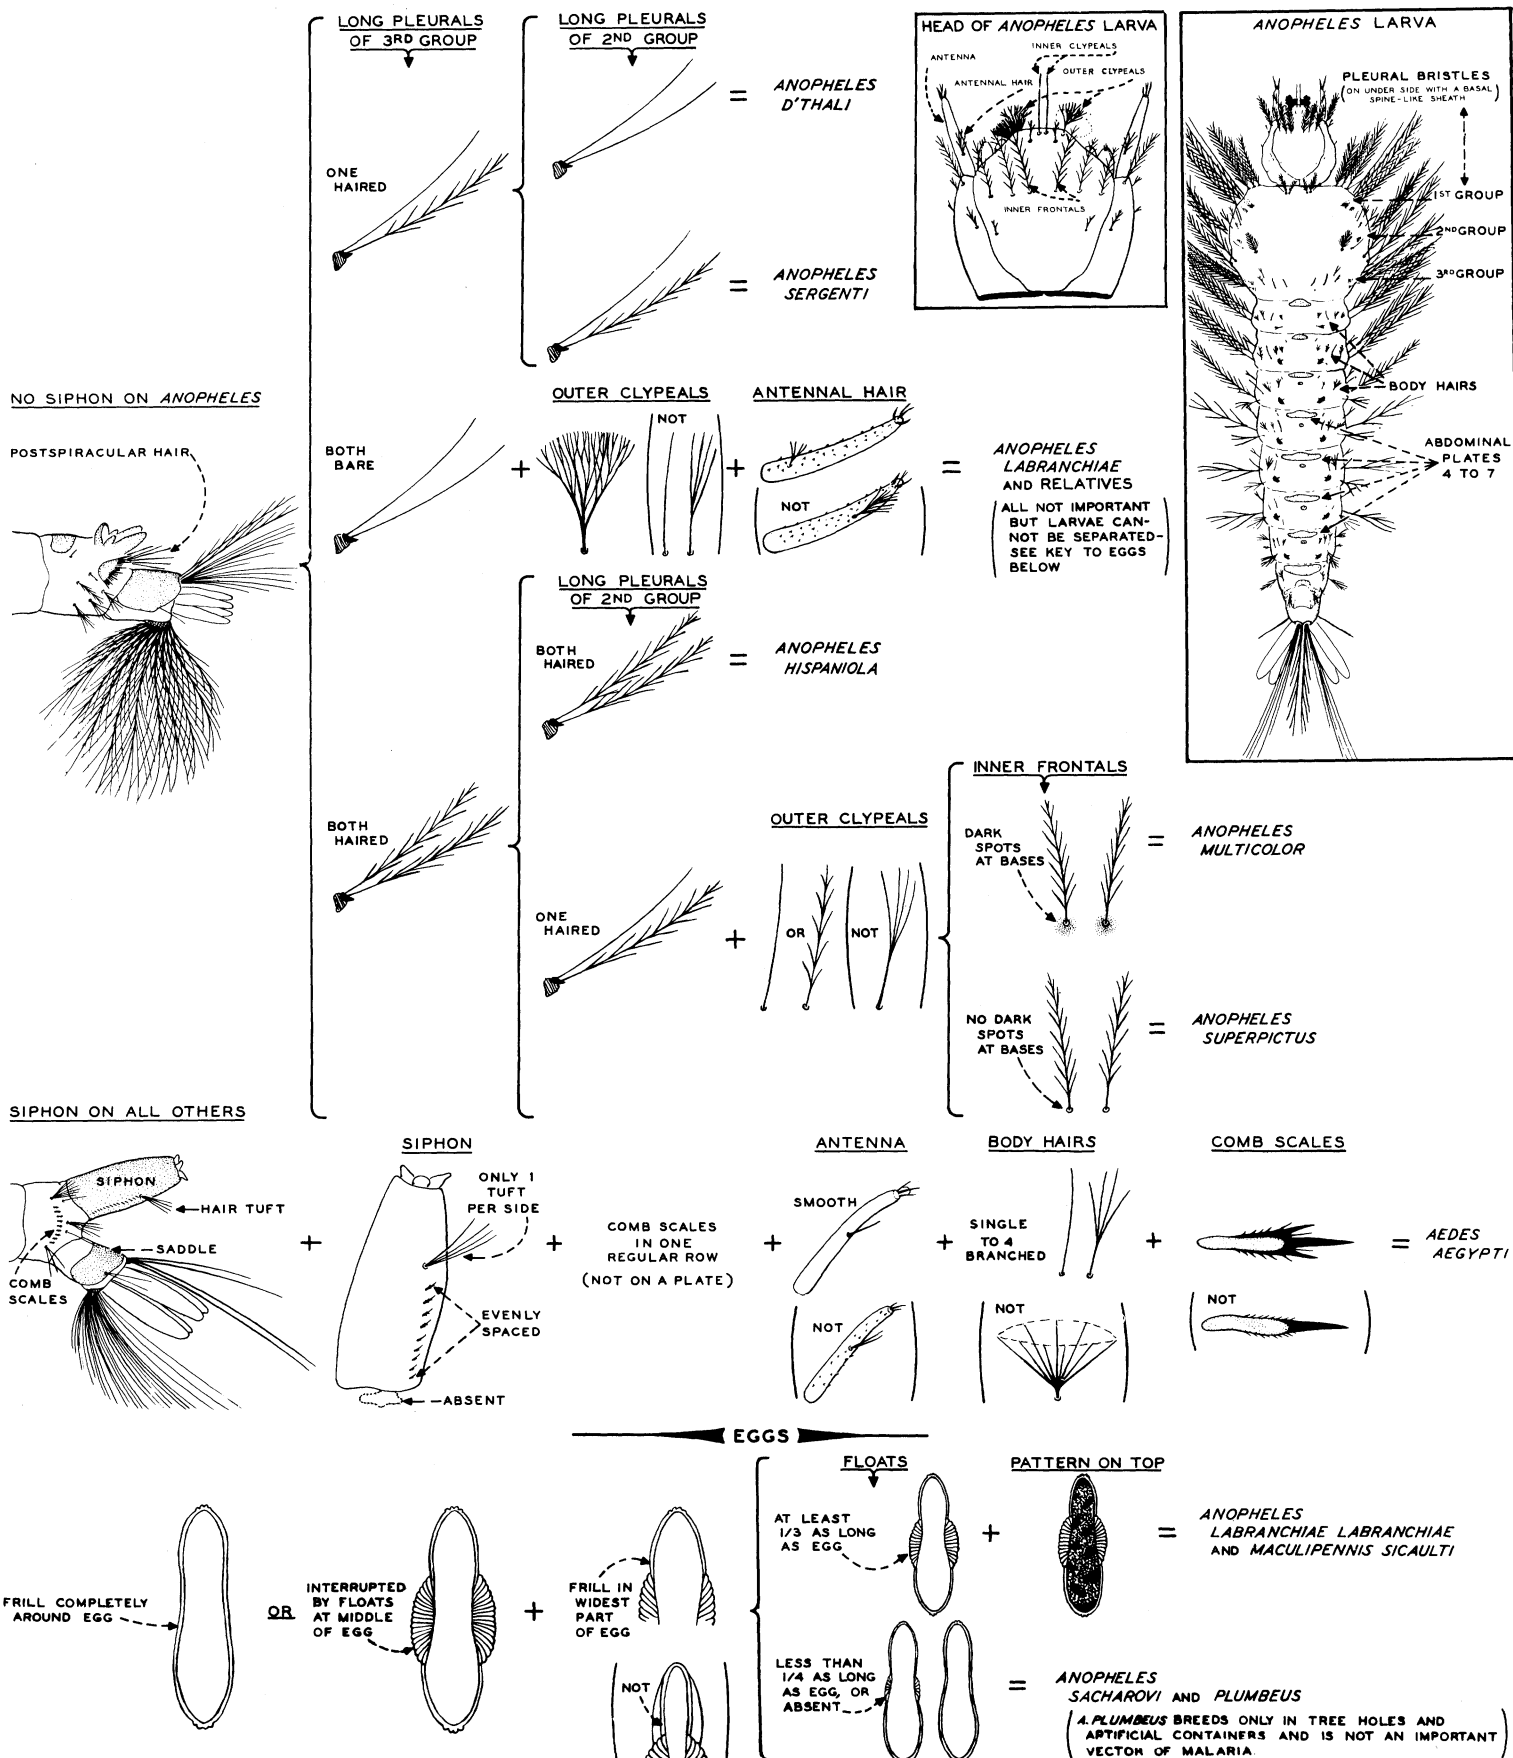 LONG PLEURALS
OF 3RD GROUP
LONG PLEURALS
OF 2ND GROUP
ONE
HAIRED
=
ANOPHELES
D'THALI
=
ANOPHELES
SERGENTI
HEAD OF ANOPHELES LARVA
INNER CLYPEALS
ANTENNA
OUTER CLYPEALS
ANTENNAL HAIR
INNER FRONTALS
ANOPHELES LARVA
PLEURAL BRISTLES
(ON UNDER SIDE WITH A BASAL
SPINE-LIKE SHEATH)
1ST GROUP
2ND GROUP
3RD GROUP
BODY HAIRS
ABDOMINAL
PLATES
4 TO 7
NO SIPHON ON ANOPHELES
POSTSPIRACULAR HAIR
BOTH
BARE
+
OUTER CLYPEALS
(NOT)
+
ANTENNAL HAIR
(NOT)
=
ANOPHELES
LABRANCHIAE
AND RELATIVES
(ALL NOT IMPORTANT
BUT LARVAE CAN-
NOT BE SEPARATED-
SEE KEY TO EGGS
BELOW)
BOTH
HAIRED
LONG PLEURALS
OF 2ND GROUP
BOTH
HAIRED
=
ANOPHELES
HISPANIOLA
ONE
HAIRED
+
OUTER CLYPEALS
OR
(NOT)
INNER FRONTALS
DARK
SPOTS
AT BASES
=
ANOPHELES
MULTICOLOR
NO DARK
SPOTS
AT BASES
=
ANOPHELES
SUPERPICTUS
SIPHON ON ALL OTHERS
SIPHON
HAIR TUFT
SADDLE
COMB
SCALES
+
SIPHON
ONLY 1
TUFT
PER SIDE
EVENLY
SPACED
ABSENT
+
COMB SCALES
IN ONE
REGULAR ROW
(NOT ON A PLATE)
+
ANTENNA
SMOOTH
(NOT)
+
BODY HAIRS
SINGLE
TO 4
BRANCHED
(NOT)
+
COMB SCALES
(NOT)
=
AEDES
AEGYPTI
EGGS
FRILL COMPLETELY
AROUND EGG
OR
INTERRUPTED
BY FLOATS
AT MIDDLE
OF EGG
+
FRILL IN
WIDEST
PART
OF EGG
(NOT)
FLOATS
AT LEAST
1/3 AS LONG
AS EGG
+
PATTERN ON TOP
=
ANOPHELES
LABRANCHIAE LABRANCHIAE
AND MACULIPENNIS SICAULTI
LESS THAN
1/4 AS LONG
AS EGG, OR
ABSENT
=
ANOPHELES
SACHAROVI AND PLUMBEUS
(A. PLUMBEUS BREEDS ONLY IN TREE HOLES AND
ARTIFICIAL CONTAINERS AND IS NOT AN IMPORTANT
VECTOR OF MALARIA.)